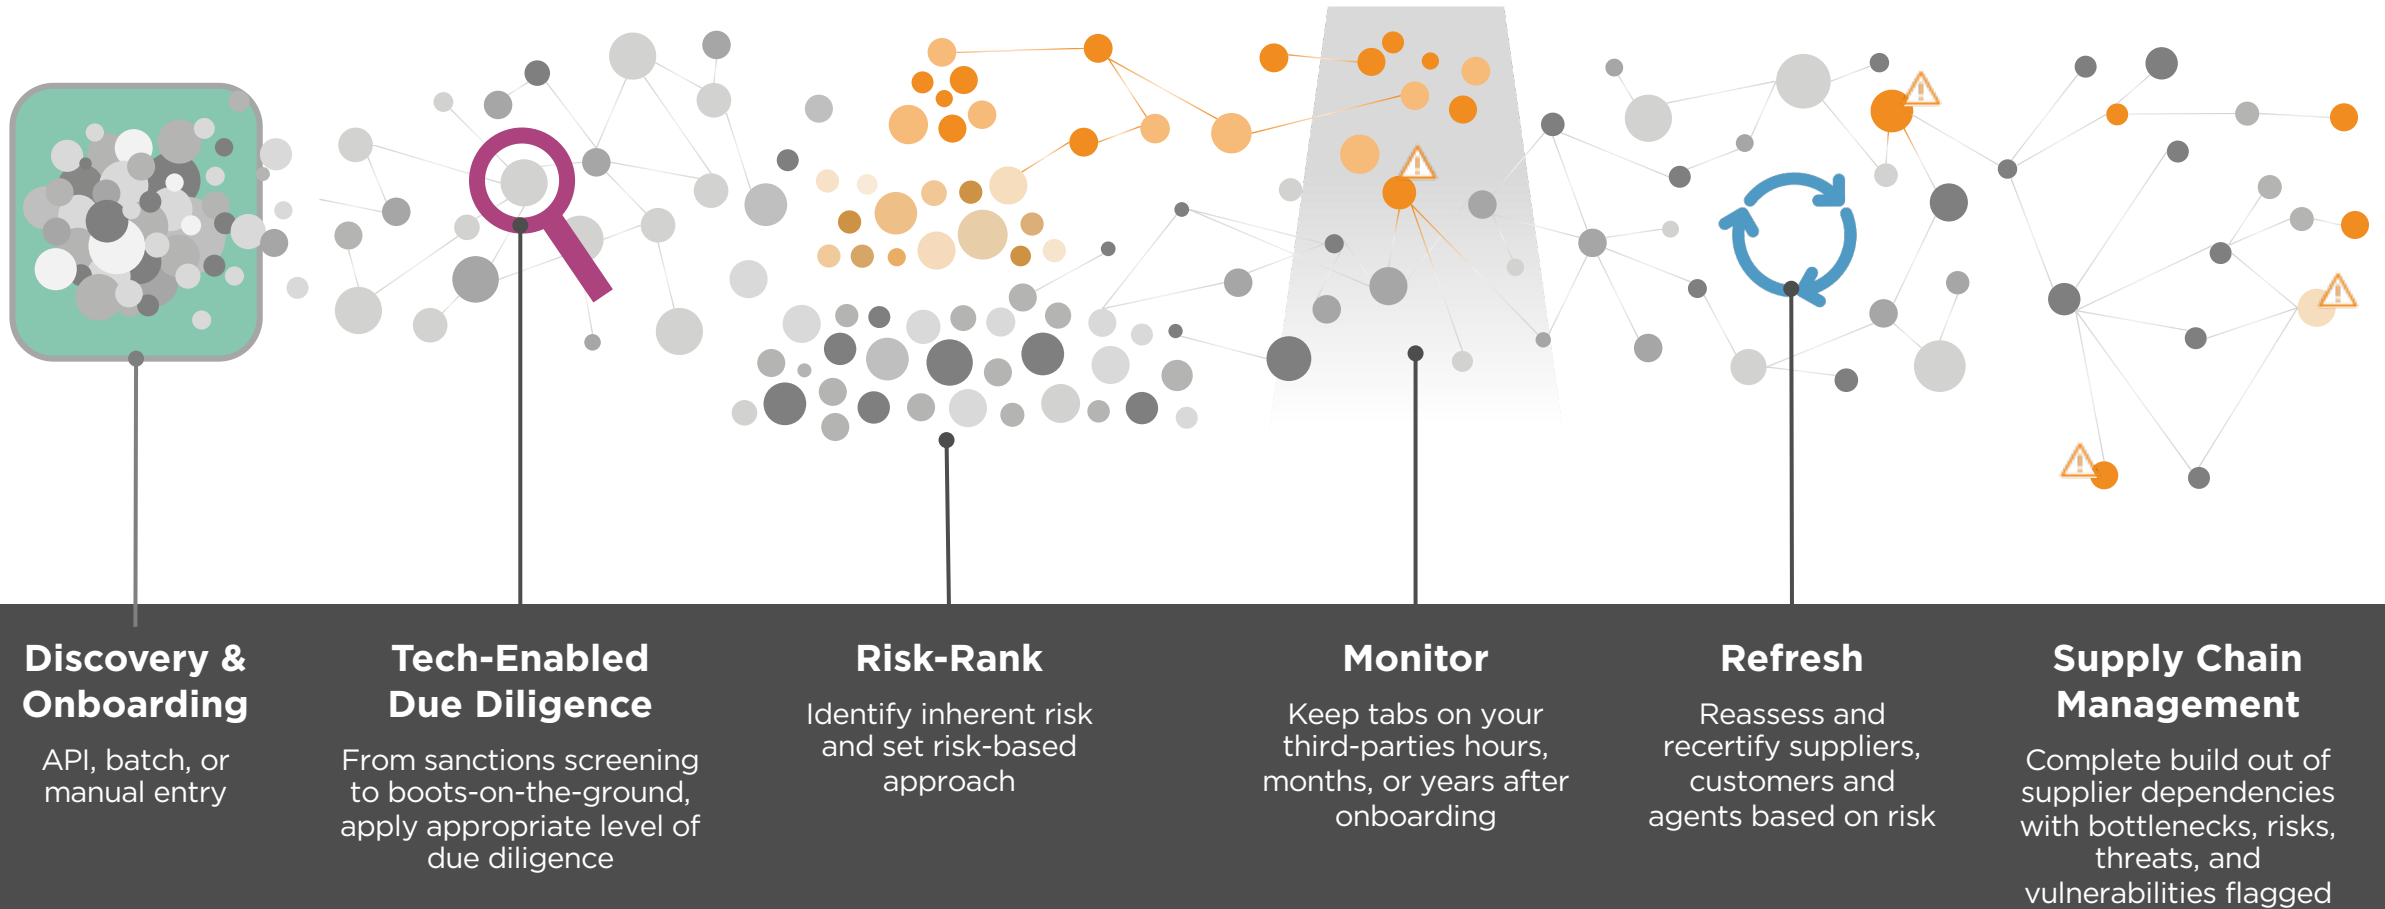 Discovery &
Onboarding
API, batch, or
manual entry
Tech-Enabled
Due Diligence
From sanctions screening
to boots-on-the-ground,
apply appropriate level of
due diligence
Risk-Rank
Identify inherent risk
and set risk-based
approach
Monitor
Keep tabs on your
third-parties hours,
months, or years after
onboarding
Refresh
Reassess and
recertify suppliers,
customers and
agents based on risk
Supply Chain
Management
Complete build out of
supplier dependencies
with bottlenecks, risks,
threats, and
vulnerabilities flagged